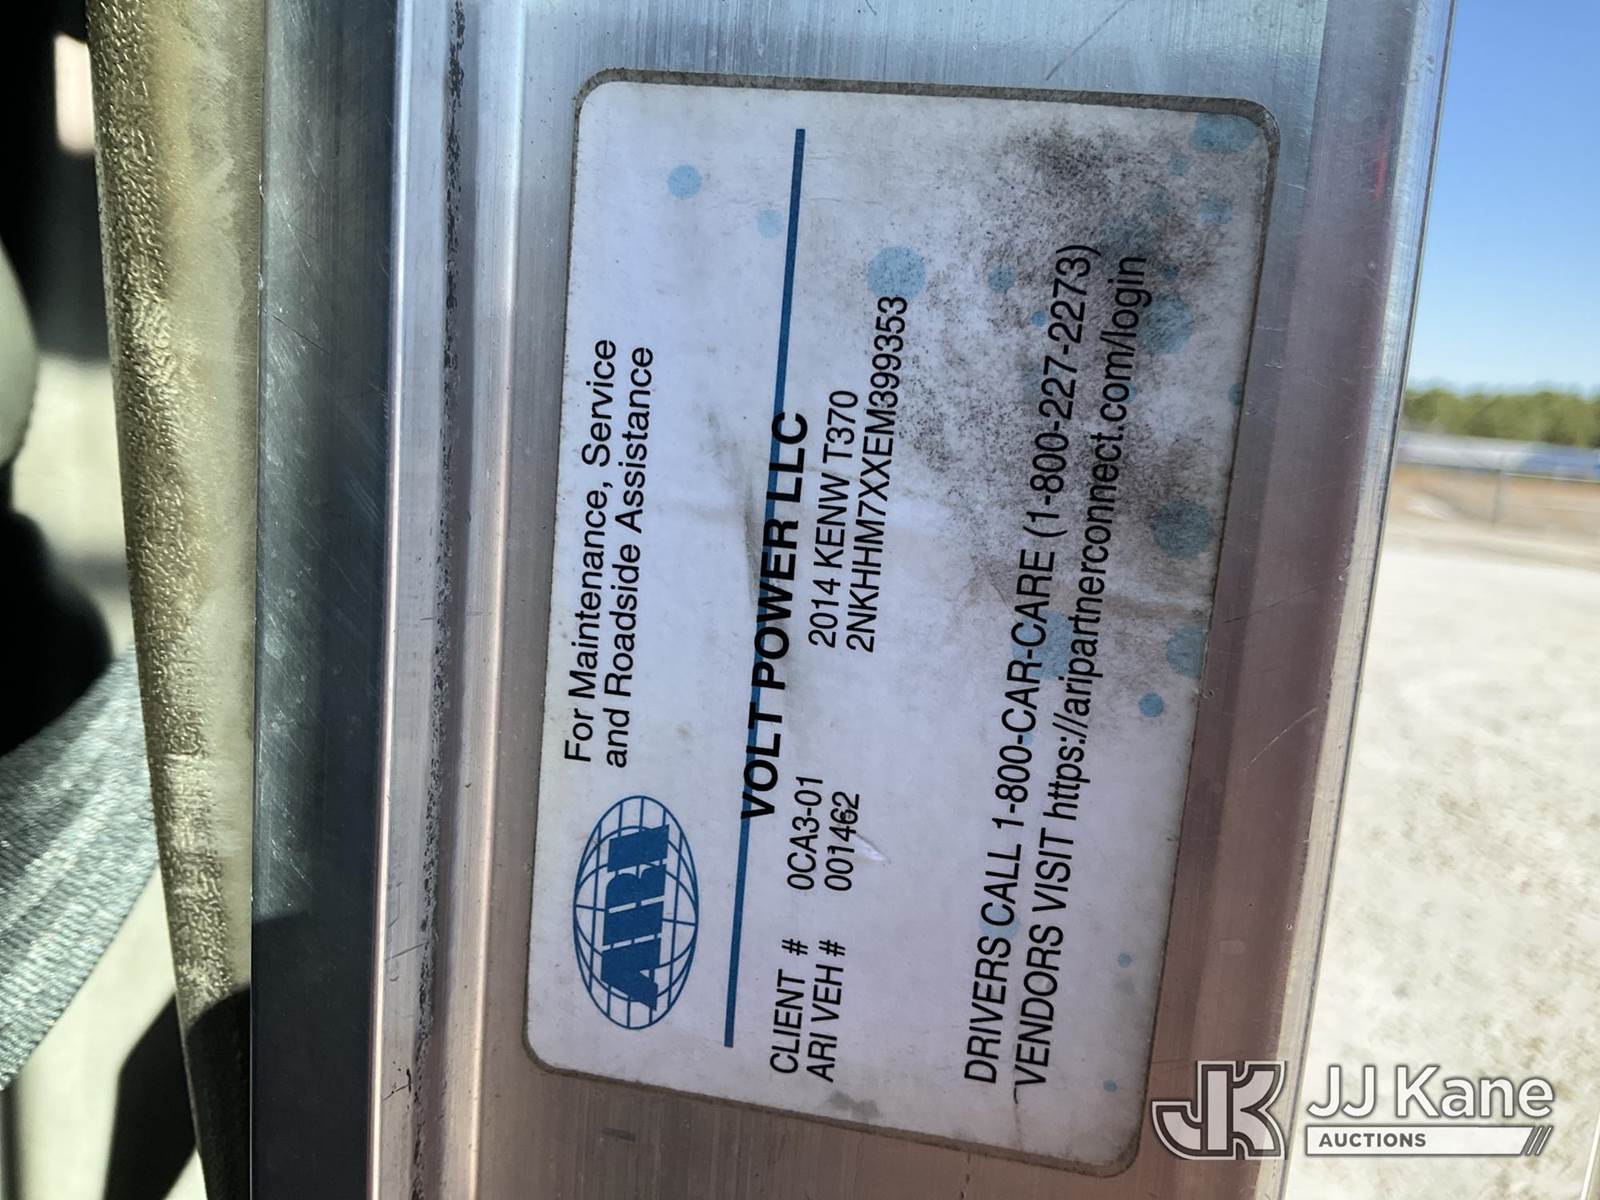 ARI
For Maintenance, Service
and Roadside Assistance
VOLT POWER LLC
CLIENT # 0CA3-01 2014 KENW T370
ARI VEH # 001462 2NKHHM7XXEM399353
DRIVERS CALL 1-800-CAR-CARE (1-800-227-2273)
VENDORS VISIT https://aripartnerconnect.com/login
JK JJ Kane
AUCTIONS